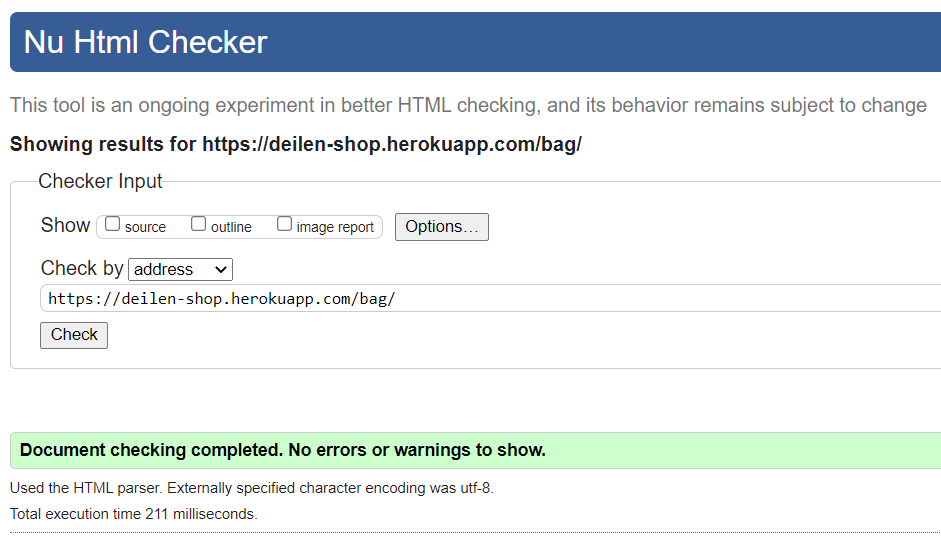 Nu Html Checker
This tool is an ongoing experiment in better HTML checking, and its behavior remains subject to change
Showing results for https://deilen-shop.herokuapp.com/bag/
Checker Input
Show source outline image report Options...
Check by address
https://deilen-shop.herokuapp.com/bag/
Check
Document checking completed. No errors or warnings to show.
Used the HTML parser. Externally specified character encoding was utf-8.
Total execution time 211 milliseconds.